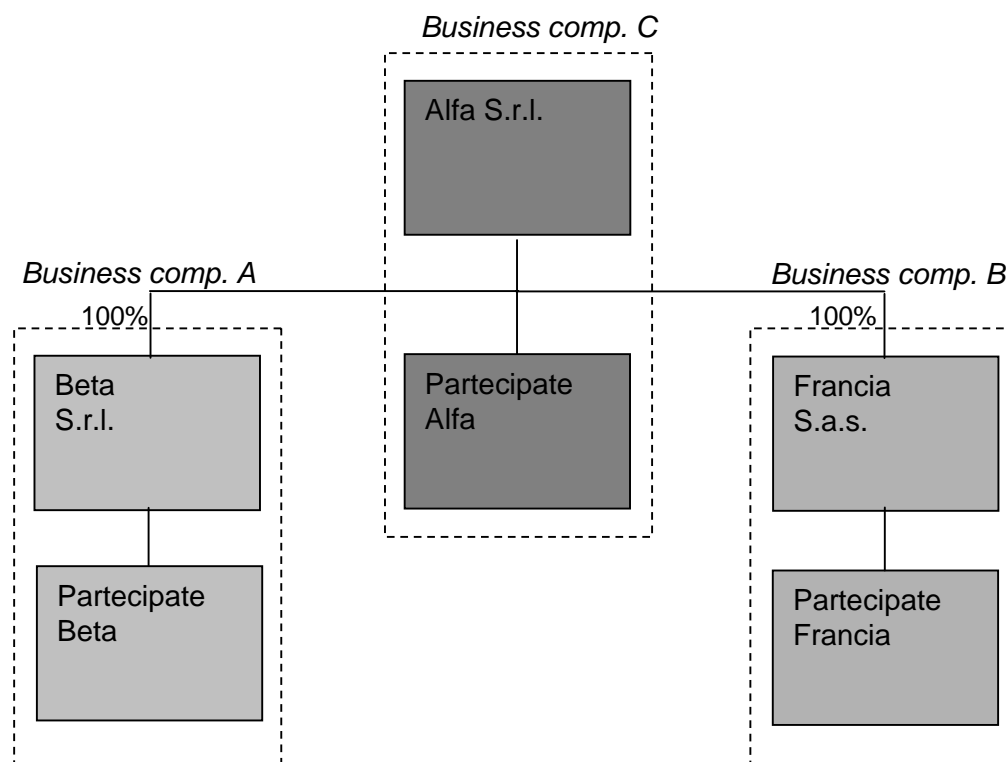 Business comp. C
Alfa S.r.l.
Business comp. A
Business comp. B
100%
100%
Beta
S.r.l.
Partecipate
Alfa
Francia
S.a.s.
Partecipate
Beta
Partecipate
Francia